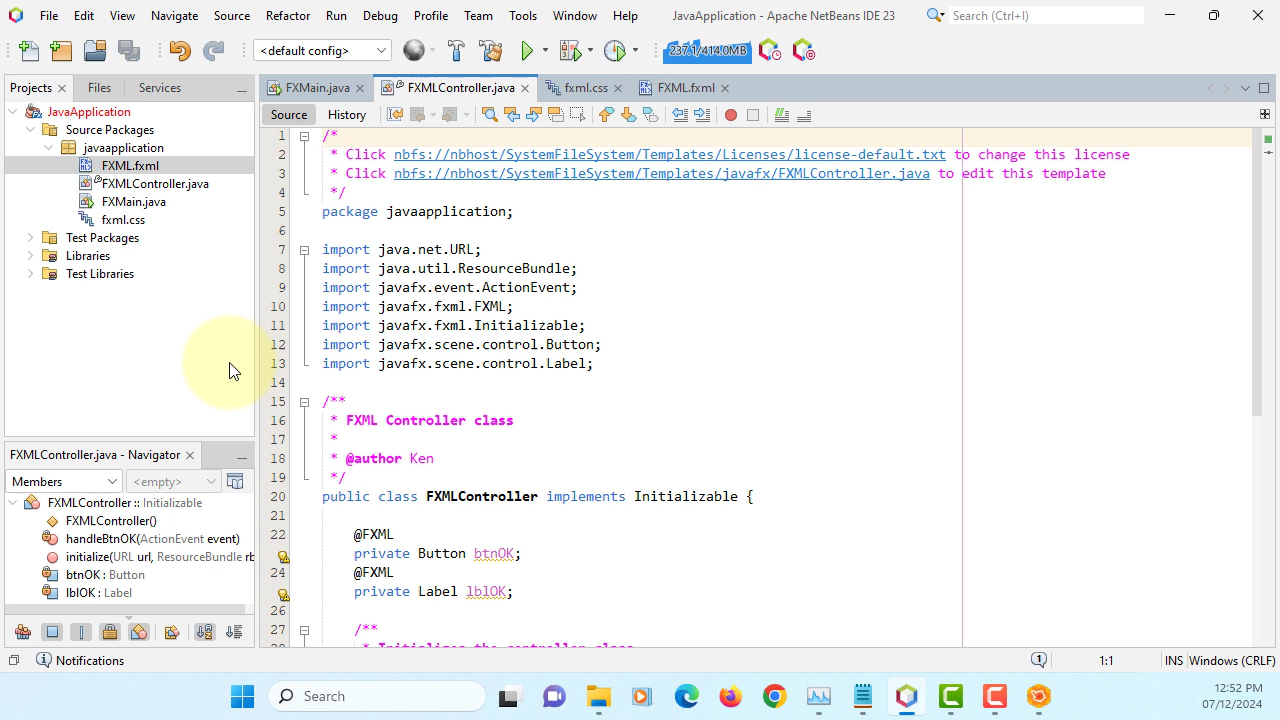 File Edit View Navigate Source Refactor Run Debug Profile Team Tools Window Help JavaApplication - Apache NetBeans IDE 23 Search (Ctrl+I)
<default config> 237.1/414.0MB
Projects Files Services
FXMain.java FXMLController.java fxml.css FXML.fxml
JavaApplication
Source Packages
javaapplication
FXML.fxml
FXMLController.java
FXMain.java
fxml.css
Test Packages
Libraries
Test Libraries
Source History
1 /*
2 * Click nbfs://nbhost/SystemFileSystem/Templates/Licenses/license-default.txt to change this license
3 * Click nbfs://nbhost/SystemFileSystem/Templates/javafx/FXMLController.java to edit this template
4 */
5 package javaapplication;
6
7 import java.net.URL;
8 import java.util.ResourceBundle;
9 import javafx.event.ActionEvent;
10 import javafx.fxml.FXML;
11 import javafx.fxml.Initializable;
12 import javafx.scene.control.Button;
13 import javafx.scene.control.Label;
14
15 /**
16 * FXML Controller class
17 *
18 * @author Ken
19 */
20 public class FXMLController implements Initializable {
21
22 @FXML
private Button btnOK;
24 @FXML
private Label lblOK;
26
27 /**
* Initializes the controller class
FXMLController.java - Navigator
Members <empty>
FXMLController :: Initializable
FXMLController()
handleBtnOK(ActionEvent event)
initialize(URL url, ResourceBundle rb
btnOK : Button
lblOK : Label
Notifications 1 1:1 INS Windows (CRLF)
Search
12:52 PM
07/12/2024